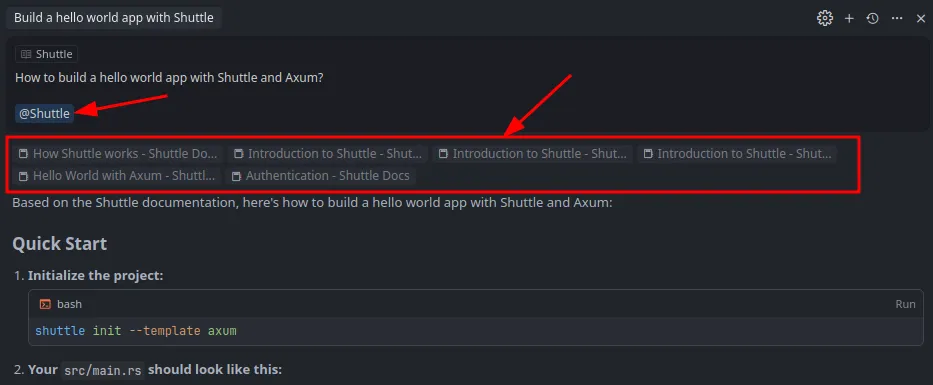 Build a hello world app with Shuttle
Shuttle
How to build a hello world app with Shuttle and Axum?
@Shuttle
How Shuttle works - Shuttle Do... Introduction to Shuttle - Shut... Introduction to Shuttle - Shut... Introduction to Shuttle - Shut...
Hello World with Axum - Shuttl... Authentication - Shuttle Docs
Based on the Shuttle documentation, here's how to build a hello world app with Shuttle and Axum:
Quick Start
1. Initialize the project:
bash Run
shuttle init --template axum
2. Your src/main.rs should look like this: